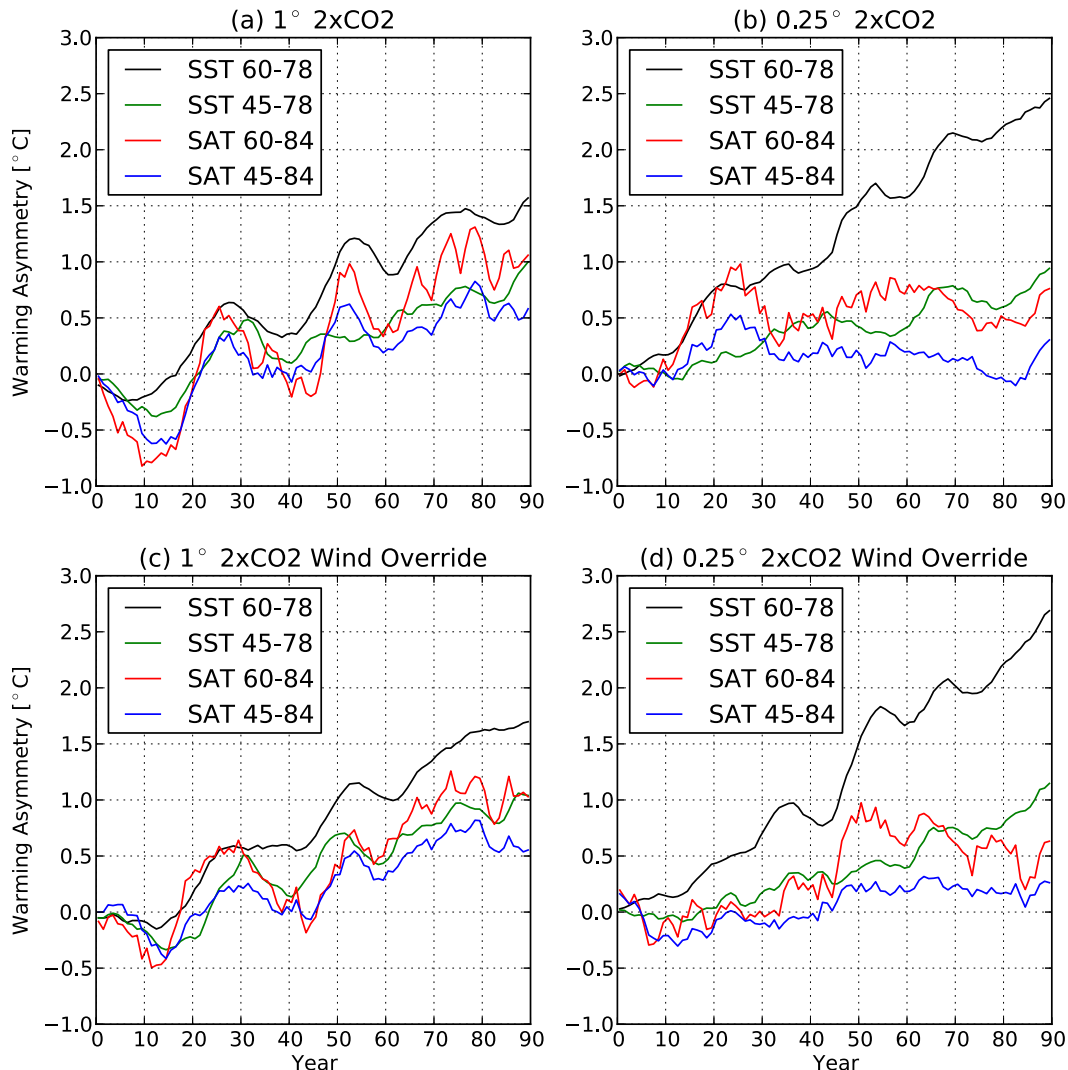 (a) 1° 2xCO2
3.0
2.5
2.0
1.5
1.0
0.5
0.0
−0.5
−1.0
Warming Asymmetry [°C]
SST 60-78
SST 45-78
SAT 60-84
SAT 45-84
0 10 20 30 40 50 60 70 80 90
(b) 0.25° 2xCO2
3.0
2.5
2.0
1.5
1.0
0.5
0.0
−0.5
−1.0
SST 60-78
SST 45-78
SAT 60-84
SAT 45-84
0 10 20 30 40 50 60 70 80 90
(c) 1° 2xCO2 Wind Override
3.0
2.5
2.0
1.5
1.0
0.5
0.0
−0.5
−1.0
Warming Asymmetry [°C]
SST 60-78
SST 45-78
SAT 60-84
SAT 45-84
0 10 20 30 40 50 60 70 80 90
Year
(d) 0.25° 2xCO2 Wind Override
3.0
2.5
2.0
1.5
1.0
0.5
0.0
−0.5
−1.0
SST 60-78
SST 45-78
SAT 60-84
SAT 45-84
0 10 20 30 40 50 60 70 80 90
Year